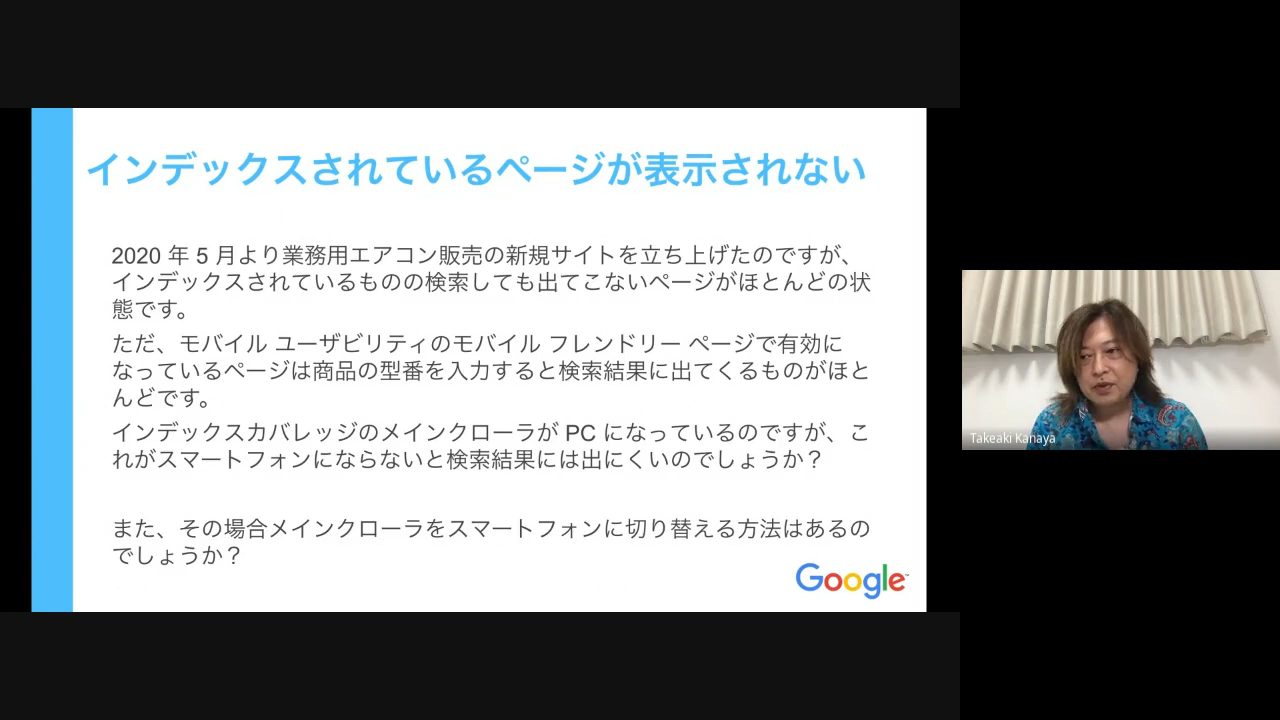 インデックスされているページが表示されない
2020 年 5 月より業務用エアコン販売の新規サイトを立ち上げたのですが、
インデックスされているものの検索しても出てこないページがほとんどの状
態です。
ただ、モバイル ユーザビリティのモバイル フレンドリー ページで有効に
なっているページは商品の型番を入力すると検索結果に出てくるものがほと
んどです。
インデックスカバレッジのメインクローラが PC になっているのですが、こ
れがスマートフォンにならないと検索結果には出にくいのでしょうか？
また、その場合メインクローラをスマートフォンに切り替える方法はあるの
でしょうか？
Google
Takeaki Kanaya